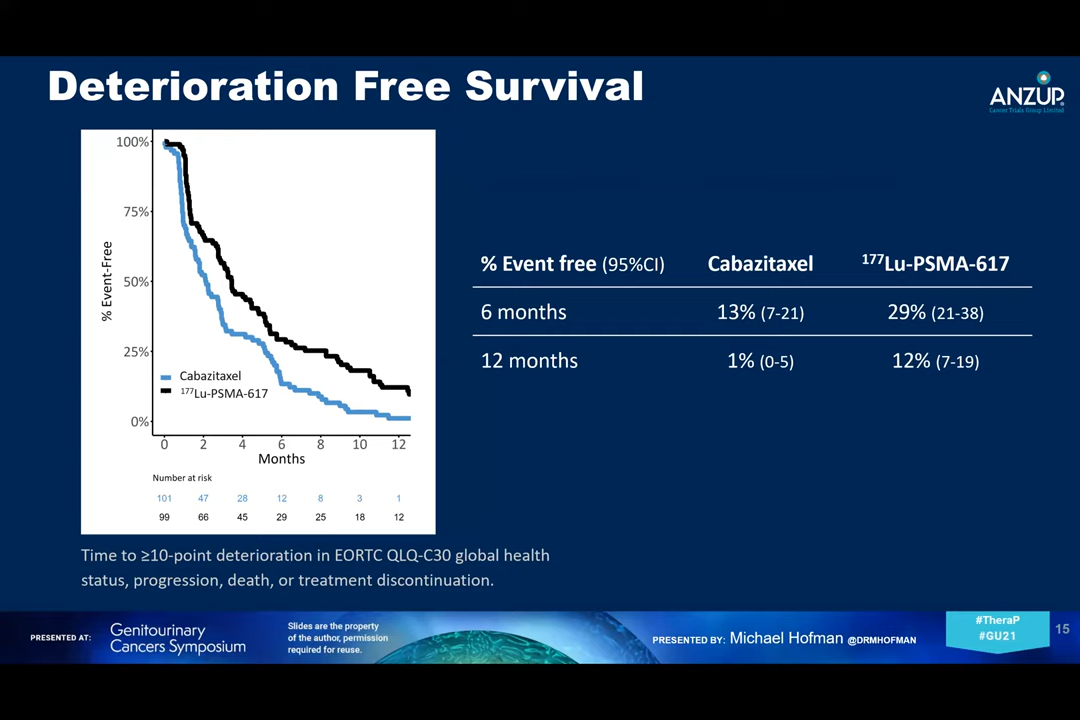 Deterioration Free Survival
ANZUP
Cancer Trials Group Limited
100%
75%
50%
25%
0%
% Event-Free
Cabazitaxel
¹⁷⁷Lu-PSMA-617
0 2 4 6 8 10 12
Months
Number at risk
101 47 28 12 8 3 1
99 66 45 29 25 18 12
% Event free (95%CI) Cabazitaxel ¹⁷⁷Lu-PSMA-617
6 months 13% (7-21) 29% (21-38)
12 months 1% (0-5) 12% (7-19)
Time to ≥10-point deterioration in EORTC QLQ-C30 global health
status, progression, death, or treatment discontinuation.
PRESENTED AT:
Genitourinary
Cancers Symposium
Slides are the property
of the author, permission
required for reuse.
PRESENTED BY: Michael Hofman @DRMHOFMAN
#TheraP
#GU21
15